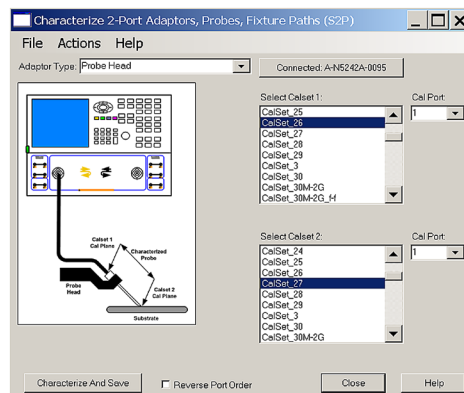 Characterize 2-Port Adaptors, Probes, Fixture Paths (S2P)
File Actions Help
Adaptor Type: Probe Head
Connected: A-N5242A-0095
Select Calset 1:
Cal Port:
CalSet_25
1
CalSet_26
CalSet_27
CalSet_28
CalSet_29
CalSet_3
CalSet_30
CalSet_30M-2G
CalSet_30M-2G_f-f
Calset 1
Cal Plane
Characterized
Probe
Probe
Head
Calset 2
Cal Plane
Substrate
Select Calset 2:
Cal Port:
CalSet_24
1
CalSet_25
CalSet_26
CalSet_27
CalSet_28
CalSet_29
CalSet_3
CalSet_30
CalSet_30M-2G
Characterize And Save
Reverse Port Order
Close
Help